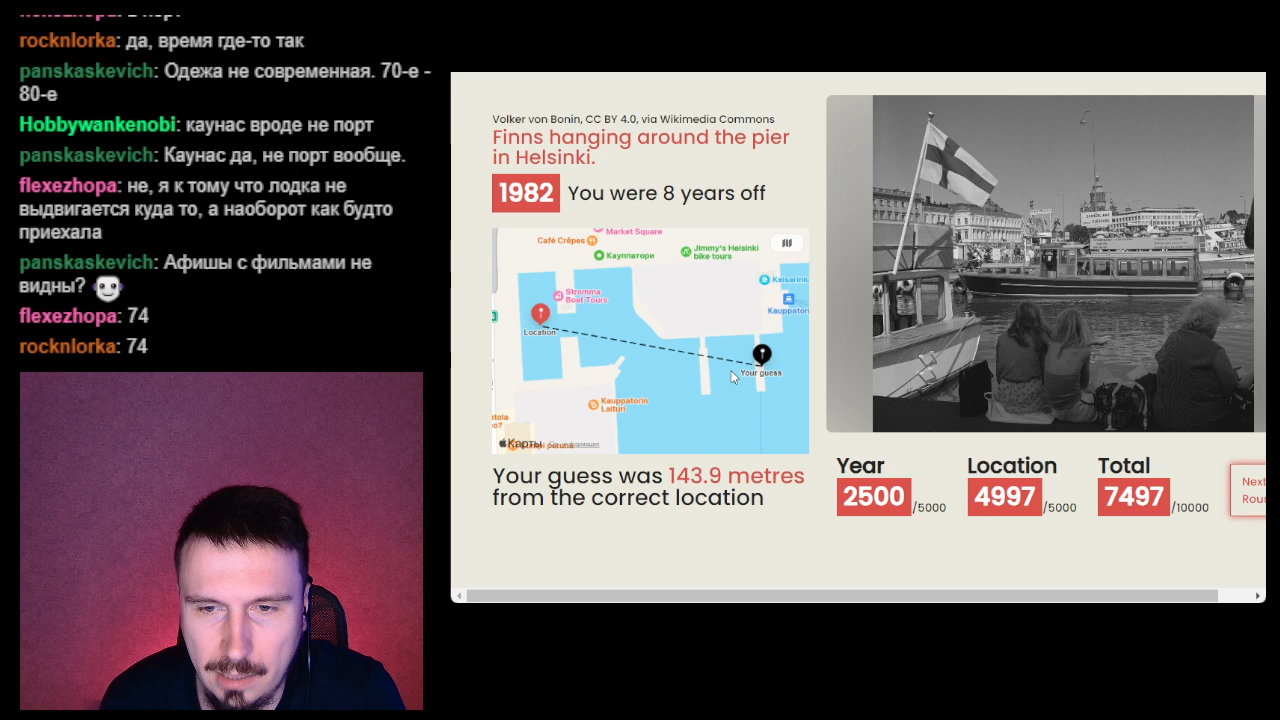 rocknlorka: да, время где-то так
panskaskevich: Одежа не современная. 70-е -
80-е
Hobbywankenobi: каунас вроде не порт
panskaskevich: Каунас да, не порт вообще.
flexezhopa: не, я к тому что лодка не
выдвигается куда то, а наоборот как будто
приехала
panskaskevich: Афишы с фильмами не
видны?
flexezhopa: 74
rocknlorka: 74
Volker von Bonin, CC BY 4.0, via Wikimedia Commons
Finns hanging around the pier
in Helsinki.
1982 You were 8 years off
Market Square
Café Crêpes
Кауппатори
Jimmy's Helsinki
bike tours
Keisarinlu
Stromma
Boat Tours
Kauppatori
Location
Your guess
Kauppatorin
Laituri
Карты
Your guess was 143.9 metres
from the correct location
Year
2500 /5000
Location
4997 /5000
Total
7497 /10000
Next
Rour